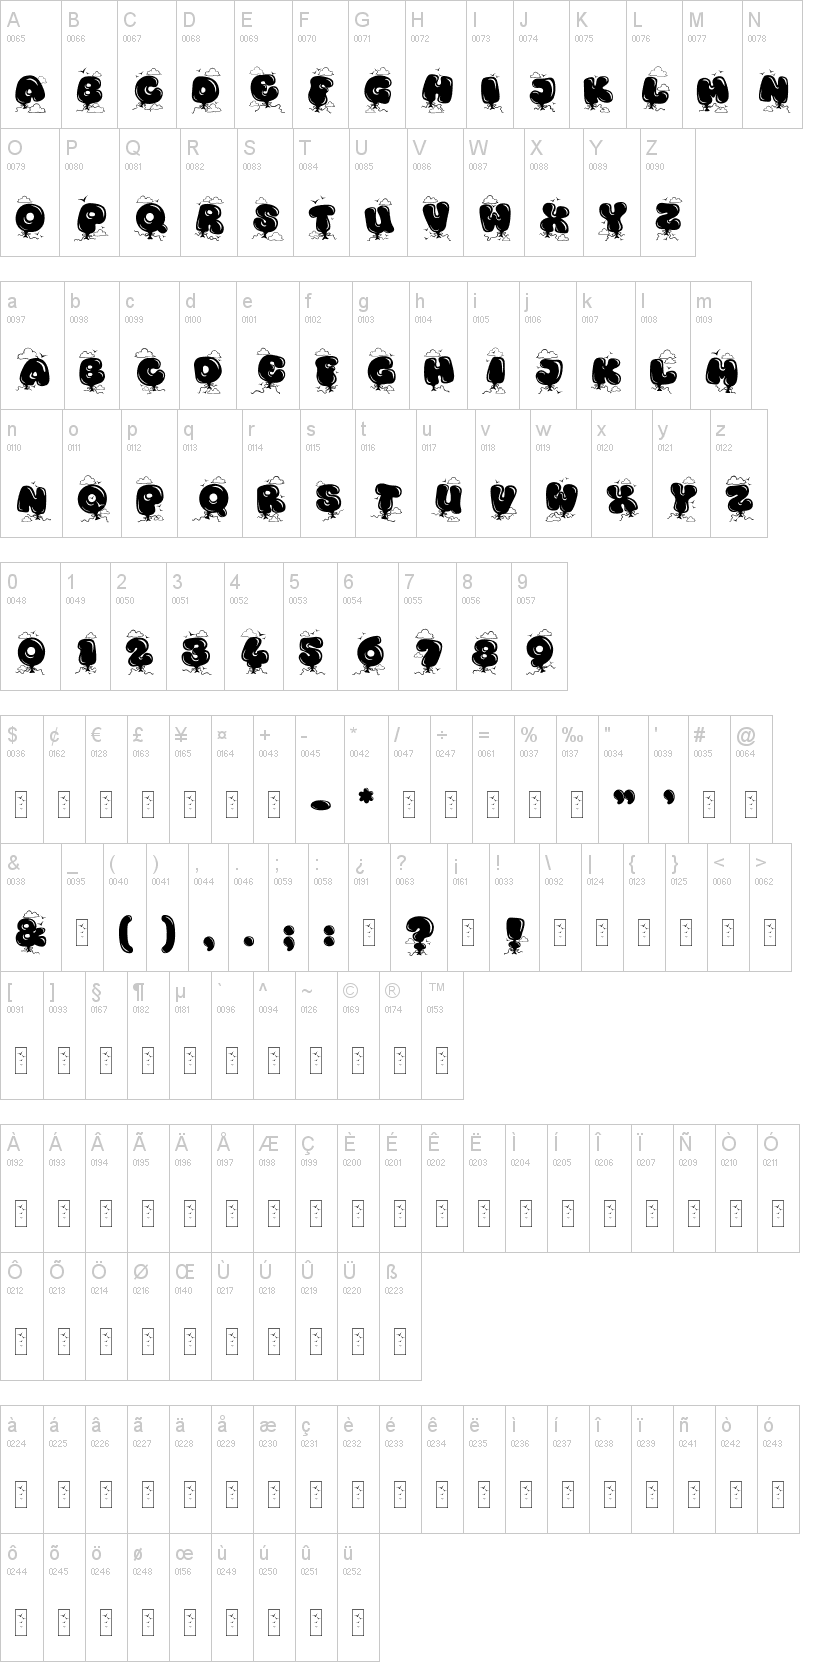 A B C D E F G H I J K L M N
0065 0066 0067 0068 0069 0070 0071 0072 0073 0074 0075 0076 0077 0078
A B C D E F G H I J K L M N
O P Q R S T U V W X Y Z
0079 0080 0081 0082 0083 0084 0085 0086 0087 0088 0089 0090
O P Q R S T U V W X Y Z
a b c d e f g h i j k l m
0097 0098 0099 0100 0101 0102 0103 0104 0105 0106 0107 0108 0109
A B C D E F G H I J K L M
n o p q r s t u v w x y z
0110 0111 0112 0113 0114 0115 0116 0117 0118 0119 0120 0121 0122
N O P Q R S T U V W X Y Z
0 1 2 3 4 5 6 7 8 9
0048 0049 0050 0051 0052 0053 0054 0055 0056 0057
0 1 2 3 4 5 6 7 8 9
$ ¢ € £ ¥ ¤ + - * / ÷ = % ‰ " ' # @
0036 0162 0128 0163 0165 0164 0043 0045 0042 0047 0247 0061 0037 0137 0034 0039 0035 0064
- * " '
& _ ( ) , . ; : ¿ ? ¡ ! \ | { } < >
0038 0095 0040 0041 0044 0046 0059 0058 0191 0063 0161 0033 0092 0124 0123 0125 0060 0062
& ( ) , . ; : ? !
[ ] § ¶ µ ` ^ ~ © ® ™
0091 0093 0167 0182 0181 0096 0094 0126 0169 0174 0153
À Á Â Ã Ä Å Æ Ç È É Ê Ë Ì Í Î Ï Ñ Ò Ó
0192 0193 0194 0195 0196 0197 0198 0199 0200 0201 0202 0203 0204 0205 0206 0207 0209 0210 0211
Ô Õ Ö Ø Œ Ù Ú Û Ü ß
0212 0213 0214 0216 0140 0217 0218 0219 0220 0223
à á â ã ä å æ ç è é ê ë ì í î ï ñ ò ó
0224 0225 0226 0227 0228 0229 0230 0231 0232 0233 0234 0235 0236 0237 0238 0239 0241 0242 0243
ô õ ö ø œ ù ú û ü
0244 0245 0246 0248 0156 0249 0250 0251 0252